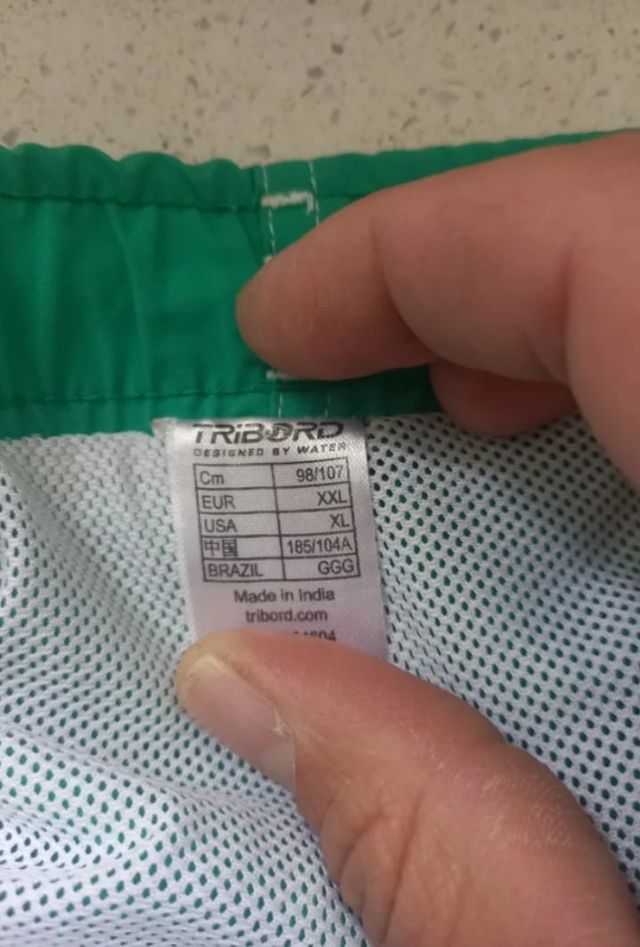 TRIBORD
DESIGNED BY WATER
Cm 98/107
EUR XXL
USA XL
中国 185/104A
BRAZIL GGG
Made in India
tribord.com